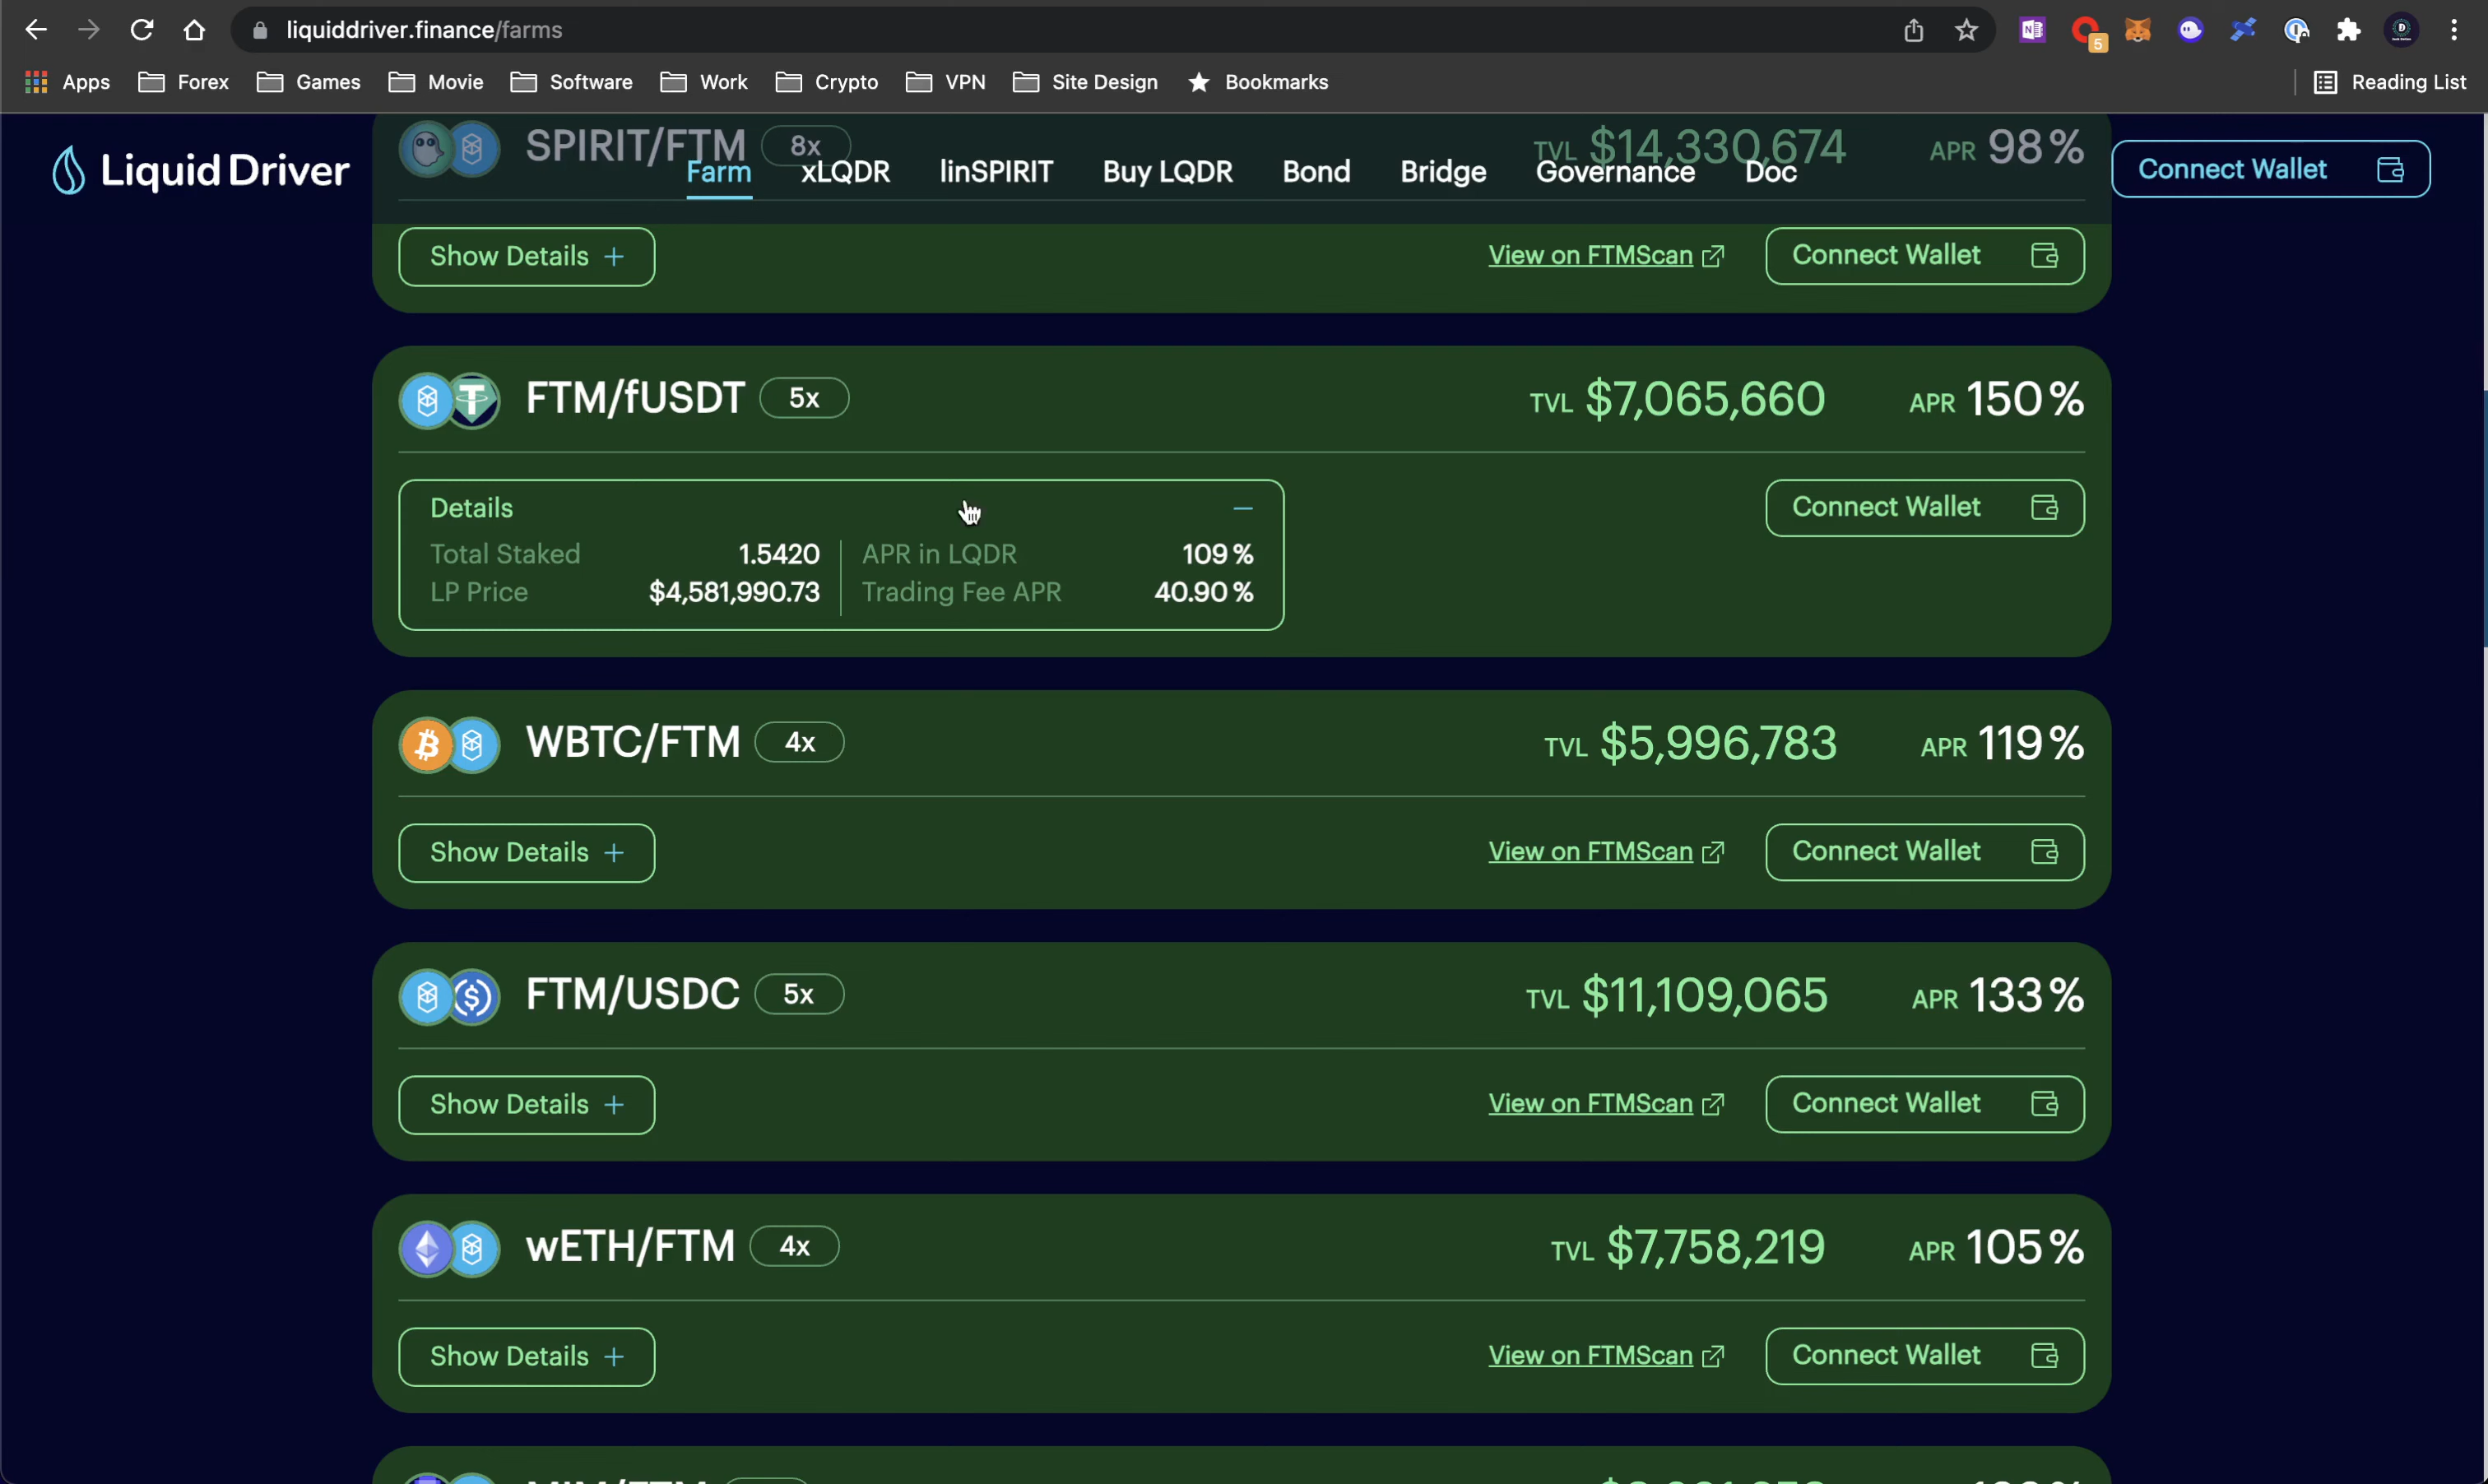 liquiddriver.finance/farms
5
Apps Forex Games Movie Software Work Crypto VPN Site Design Bookmarks Reading List
SPIRIT/FTM 8x TVL $14,330,674 APR 98%
Liquid Driver Farm xLQDR linSPIRIT Buy LQDR Bond Bridge Governance Doc Connect Wallet
Show Details + View on FTMScan Connect Wallet
FTM/fUSDT 5x TVL $7,065,660 APR 150%
Details − Connect Wallet
Total Staked 1.5420 APR in LQDR 109%
LP Price $4,581,990.73 Trading Fee APR 40.90%
WBTC/FTM 4x TVL $5,996,783 APR 119%
Show Details + View on FTMScan Connect Wallet
FTM/USDC 5x TVL $11,109,065 APR 133%
Show Details + View on FTMScan Connect Wallet
wETH/FTM 4x TVL $7,758,219 APR 105%
Show Details + View on FTMScan Connect Wallet